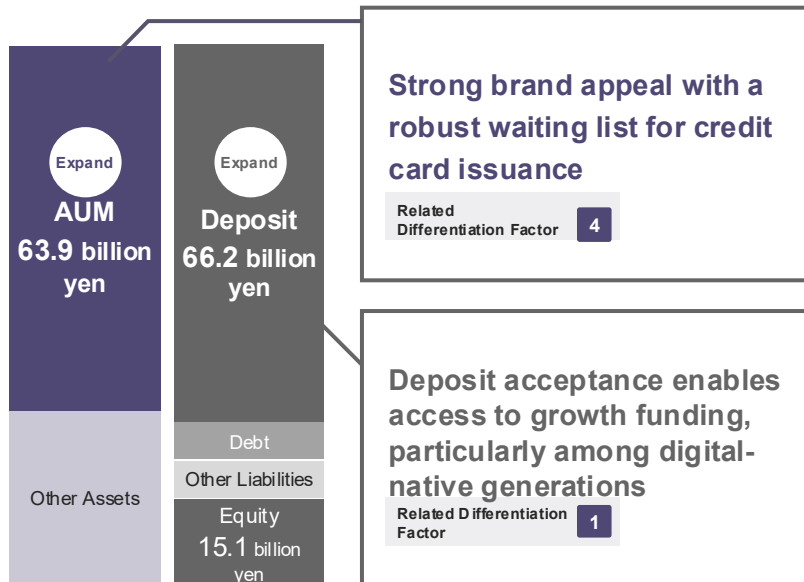 Expand
AUM
63.9 billion
yen
Other Assets
Expand
Deposit
66.2 billion
yen
Debt
Other Liabilities
Equity
15.1 billion
yen
Strong brand appeal with a
robust waiting list for credit
card issuance
Related
Differentiation Factor
4
Deposit acceptance enables
access to growth funding,
particularly among digital-
native generations
Related Differentiation
Factor
1